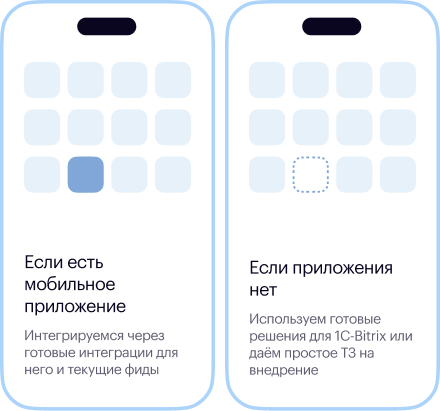 Если есть
мобильное
приложение
Интегрируемся через
готовые интеграции для
него и текущие фиды
Если приложения
нет
Используем готовые
решения для 1C-Bitrix или
даём простое ТЗ на
внедрение